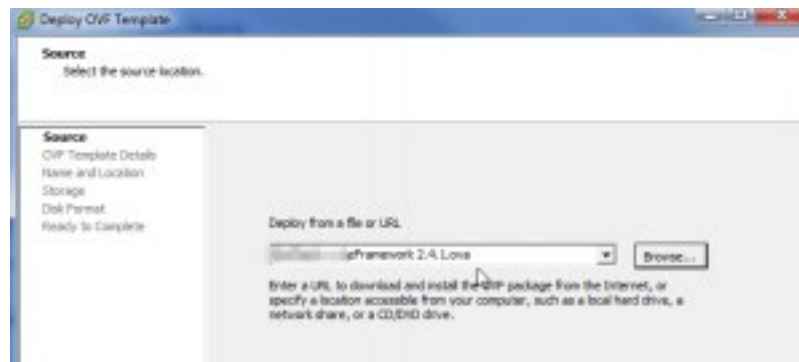 Deploy OVF Template
Source
Select the source location.
Source
OVF Template Details
Name and Location
Storage
Disk Format
Ready to Complete
Deploy from a file or URL
pFramework 2.4.1.ova
Browse...
Enter a URL to download and install the OVF package from the Internet, or
specify a location accessible from your computer, such as a local hard drive, a
network share, or a CD/DVD drive.